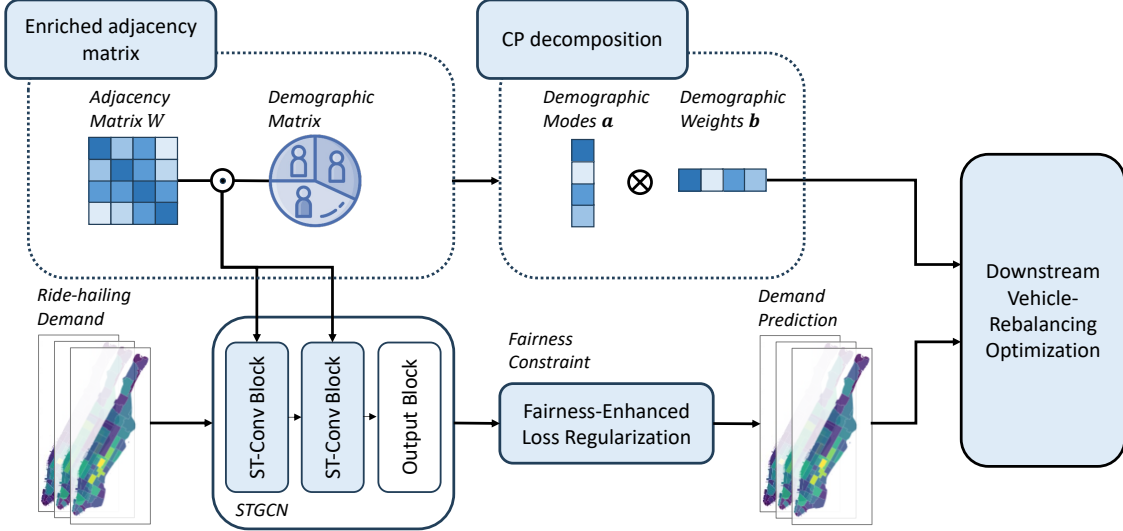 Enriched adjacency
matrix
CP decomposition
Adjacency
Matrix W
Demographic
Matrix
Demographic
Modes a
Demographic
Weights b
Ride-hailing
Demand
ST-Conv Block
ST-Conv Block
Output Block
STGCN
Fairness
Constraint
Fairness-Enhanced
Loss Regularization
Demand
Prediction
Downstream
Vehicle-
Rebalancing
Optimization